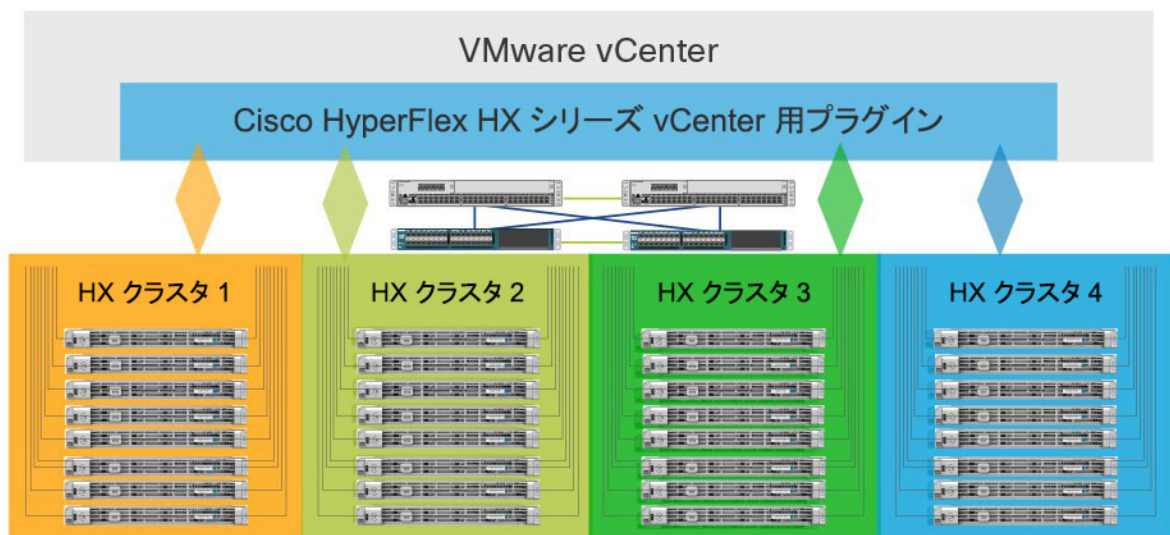 VMware vCenter
Cisco HyperFlex HX シリーズ vCenter 用プラグイン
HX クラスタ 1
HX クラスタ 2
HX クラスタ 3
HX クラスタ 4